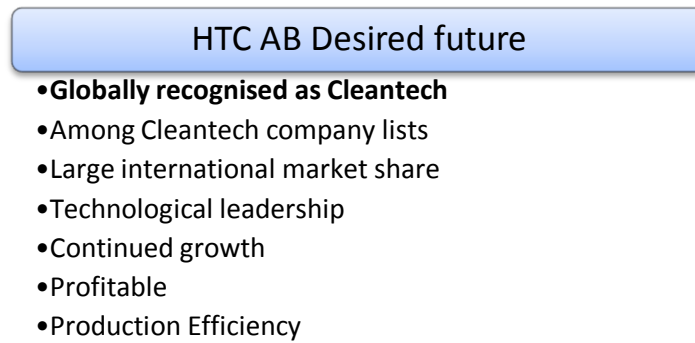 HTC AB Desired future
•Globally recognised as Cleantech
•Among Cleantech company lists
•Large international market share
•Technological leadership
•Continued growth
•Profitable
•Production Efficiency